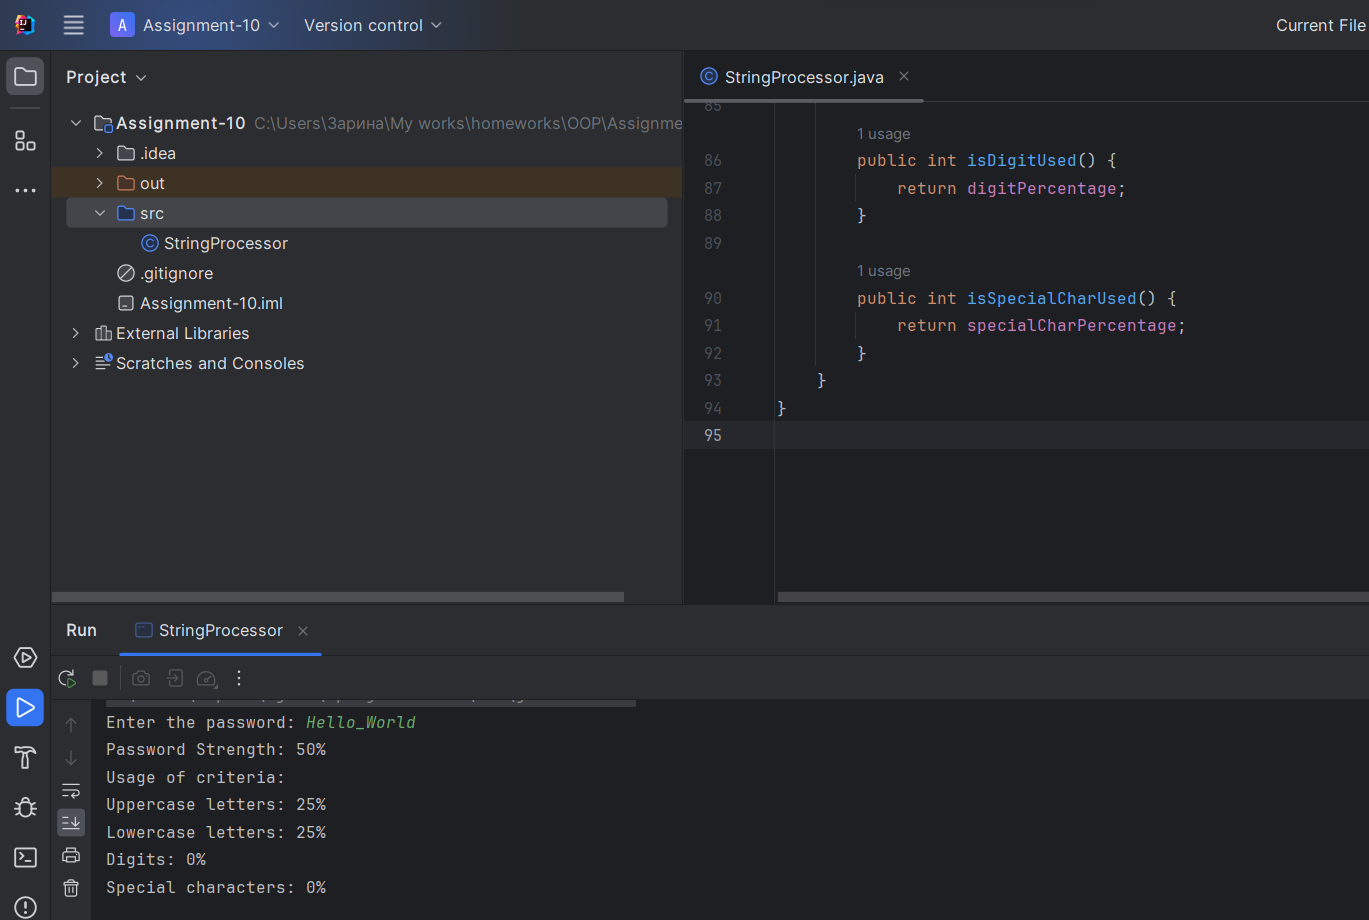 A Assignment-10 Version control Current File
Project
StringProcessor.java
Assignment-10 C:\Users\Зарина\My works\homeworks\OOP\Assignme
.idea
out
src
StringProcessor
.gitignore
Assignment-10.iml
External Libraries
Scratches and Consoles
85
1 usage
86 public int isDigitUsed() {
87 return digitPercentage;
88 }
89
1 usage
90 public int isSpecialCharUsed() {
91 return specialCharPercentage;
92 }
93 }
94 }
95
Run StringProcessor
Enter the password: Hello_World
Password Strength: 50%
Usage of criteria:
Uppercase letters: 25%
Lowercase letters: 25%
Digits: 0%
Special characters: 0%